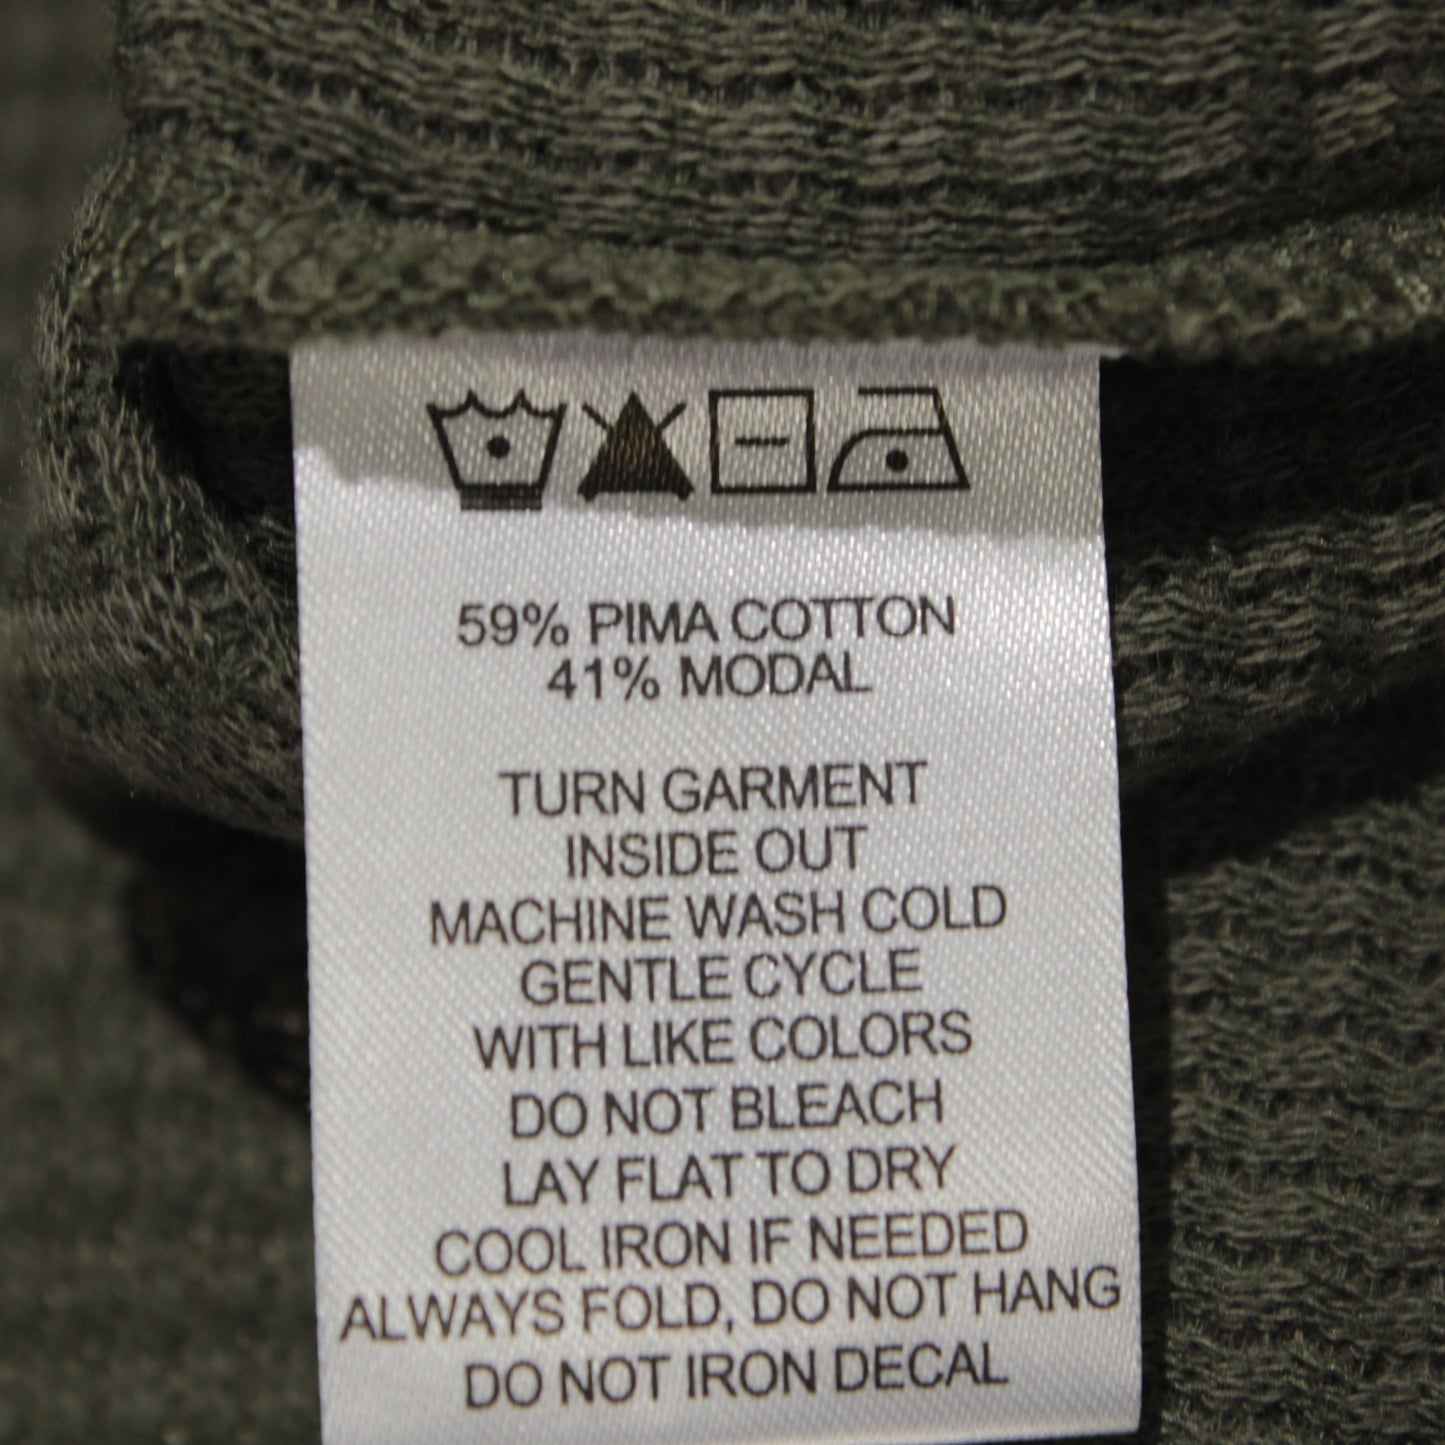 59% PIMA COTTON
41% MODAL
TURN GARMENT
INSIDE OUT
MACHINE WASH COLD
GENTLE CYCLE
WITH LIKE COLORS
DO NOT BLEACH
LAY FLAT TO DRY
COOL IRON IF NEEDED
ALWAYS FOLD, DO NOT HANG
DO NOT IRON DECAL